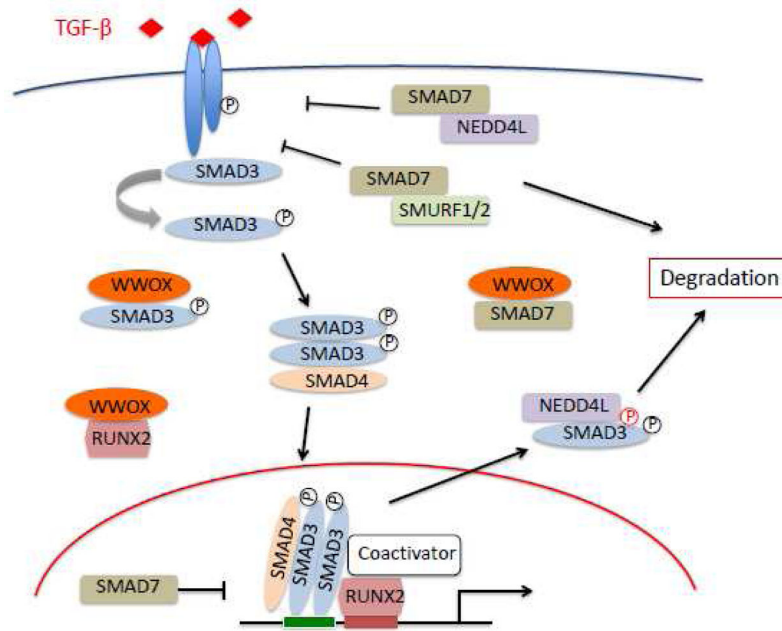 TGF-β
P
SMAD7
NEDD4L
SMAD3
SMAD7
SMURF1/2
P
SMAD3
WWOX
SMAD3
P
WWOX
SMAD7
Degradation
SMAD3
P
SMAD3
P
SMAD4
WWOX
RUNX2
NEDD4L
P
P
SMAD3
P
P
SMAD4
SMAD3
SMAD3
Coactivator
SMAD7
RUNX2